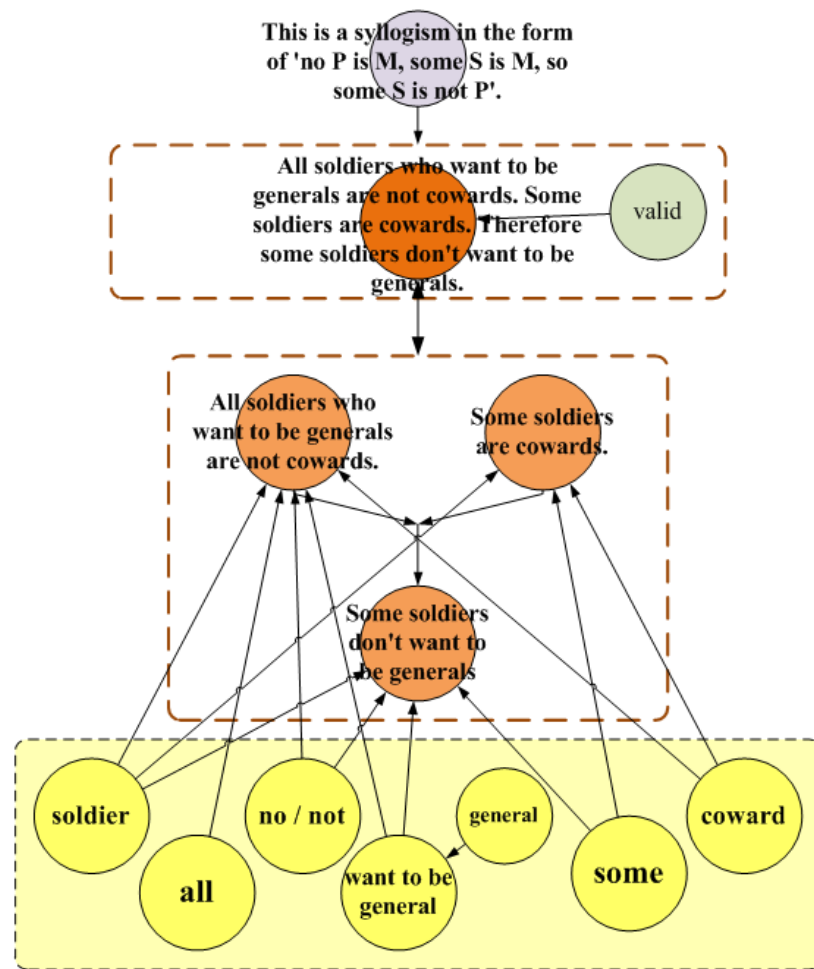 This is a syllogism in the form
of 'no P is M, some S is M, so
some S is not P'.
All soldiers who want to be
generals are not cowards. Some
soldiers are cowards. Therefore
some soldiers don't want to be
generals.
valid
All soldiers who
want to be generals
are not cowards.
Some soldiers
are cowards.
Some soldiers
don't want to
be generals
soldier
no / not
general
coward
all
want to be
general
some